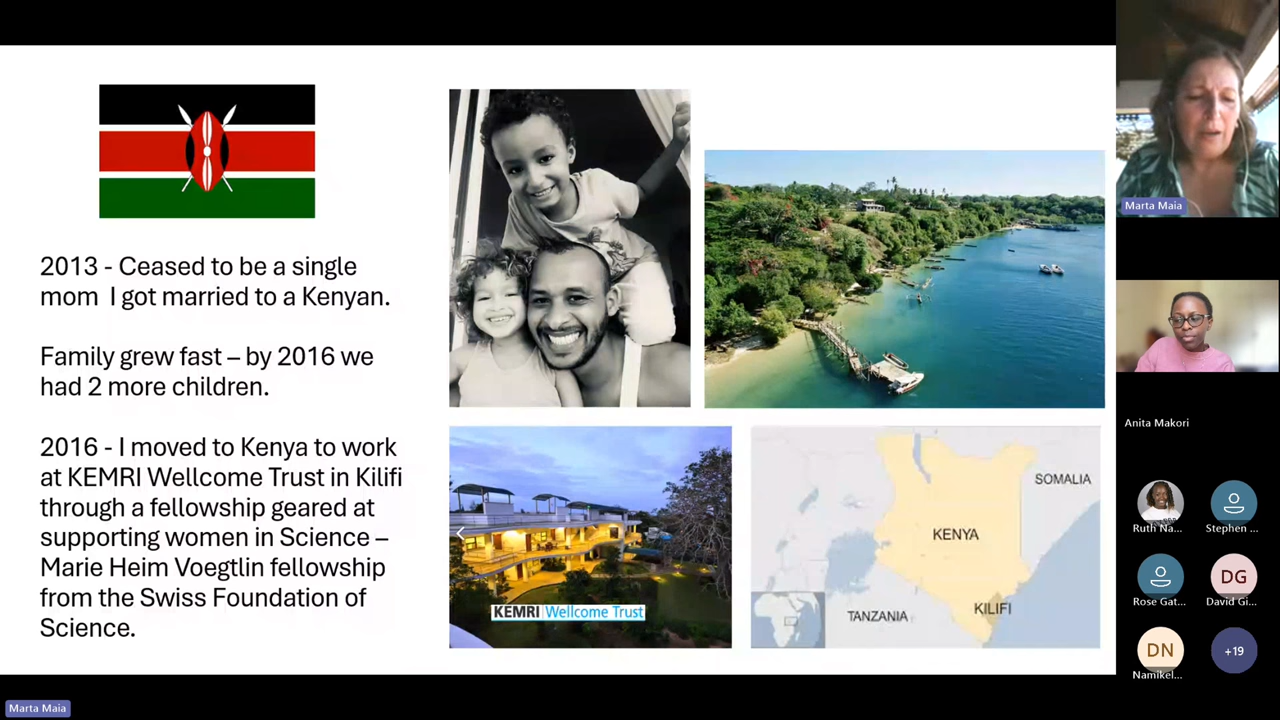 2013 - Ceased to be a single
mom I got married to a Kenyan.
Family grew fast – by 2016 we
had 2 more children.
2016 - I moved to Kenya to work
at KEMRI Wellcome Trust in Kilifi
through a fellowship geared at
supporting women in Science –
Marie Heim Voegtlin fellowship
from the Swiss Foundation of
Science.
KEMRI Wellcome Trust
SOMALIA
KENYA
KILIFI
TANZANIA
Marta Maia
Anita Makori
Ruth Na...
Stephen ...
Rose Gat...
DG
David Gi...
DN
Namikel...
+19
Marta Maia